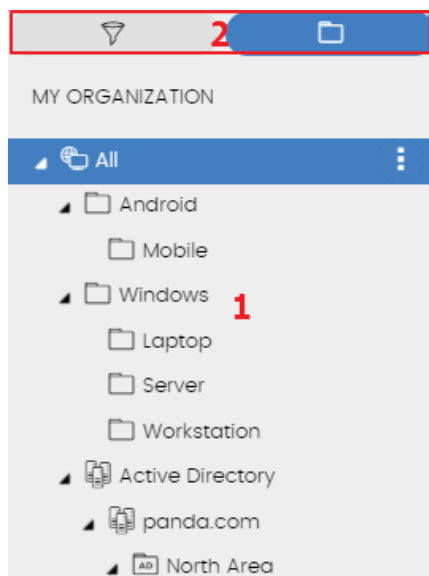 2
MY ORGANIZATION
All
Android
Mobile
Windows
1
Laptop
Server
Workstation
Active Directory
panda.com
AD North Area